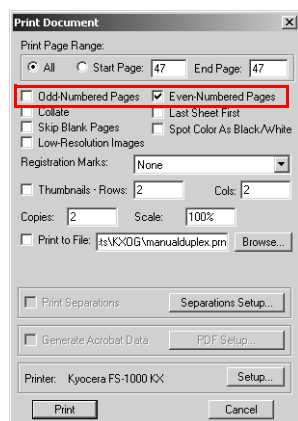 Print Document
Print Page Range:
All Start Page: 47 End Page: 47
Odd-Numbered Pages Even-Numbered Pages
Collate Last Sheet First
Skip Blank Pages Spot Color As Black/White
Low-Resolution Images
Registration Marks: None
Thumbnails - Rows: 2 Cols: 2
Copies: 2 Scale: 100%
Print to File: :ts\KXOG\manualduplex.prn Browse...
Print Separations Separations Setup...
Generate Acrobat Data PDF Setup...
Printer: Kyocera FS-1000 KX Setup...
Print Cancel